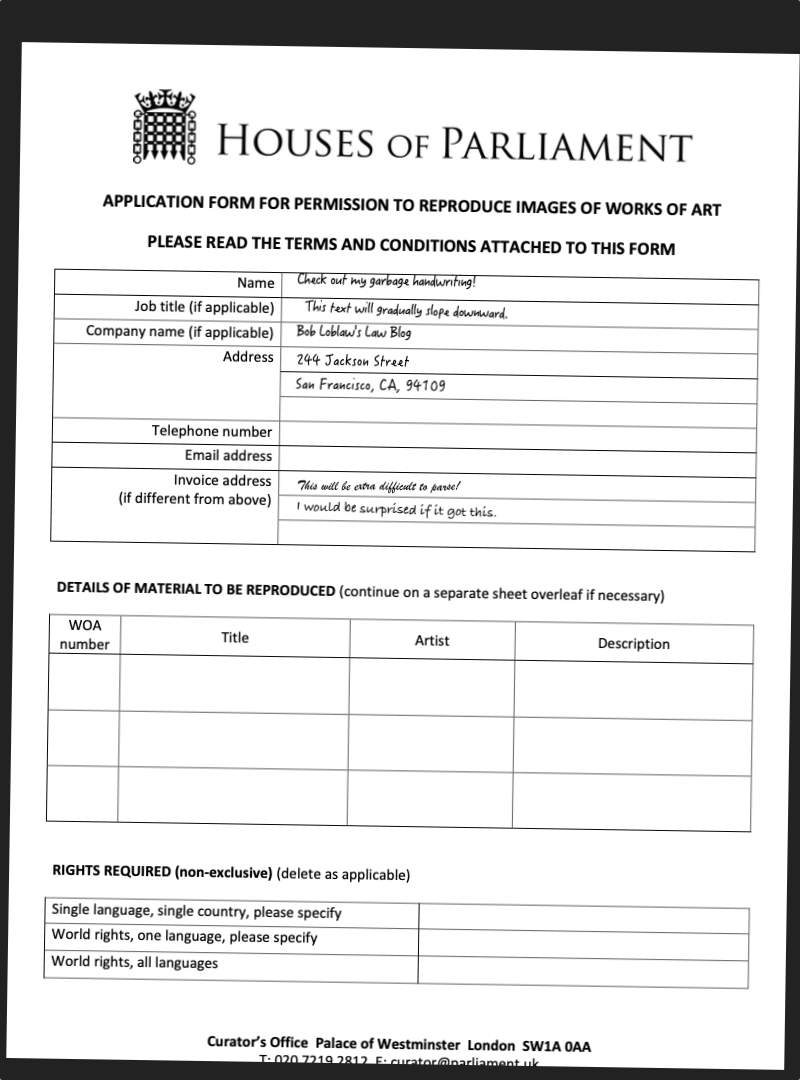 HOUSES OF PARLIAMENT
APPLICATION FORM FOR PERMISSION TO REPRODUCE IMAGES OF WORKS OF ART
PLEASE READ THE TERMS AND CONDITIONS ATTACHED TO THIS FORM
Name Check out my garbage handwriting!
Job title (if applicable) This text will gradually slope downward.
Company name (if applicable) Bob Loblaw's Law Blog
Address 244 Jackson Street
San Francisco, CA, 94109
Telephone number
Email address
Invoice address This will be extra difficult to parse!
(if different from above) I would be surprised if it got this.
DETAILS OF MATERIAL TO BE REPRODUCED (continue on a separate sheet overleaf if necessary)
WOA number Title Artist Description
RIGHTS REQUIRED (non-exclusive) (delete as applicable)
Single language, single country, please specify
World rights, one language, please specify
World rights, all languages
Curator's Office Palace of Westminster London SW1A 0AA
T: 020 7219 2812 E: curator@parliament.uk